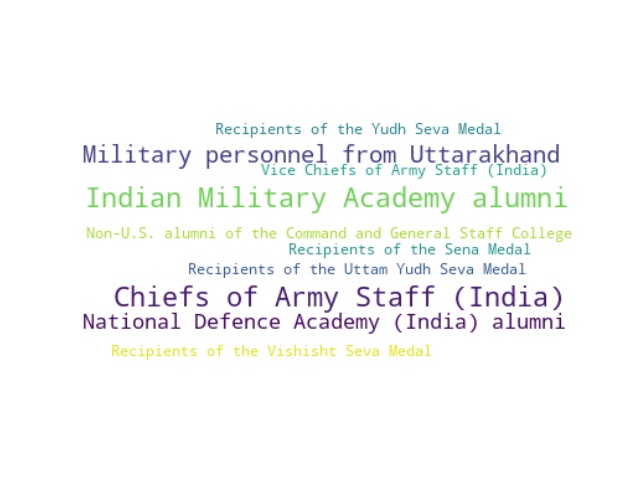 Recipients of the Yudh Seva Medal
Military personnel from Uttarakhand
Vice Chiefs of Army Staff (India)
Indian Military Academy alumni
Non-U.S. alumni of the Command and General Staff College
Recipients of the Sena Medal
Recipients of the Uttam Yudh Seva Medal
Chiefs of Army Staff (India)
National Defence Academy (India) alumni
Recipients of the Vishisht Seva Medal